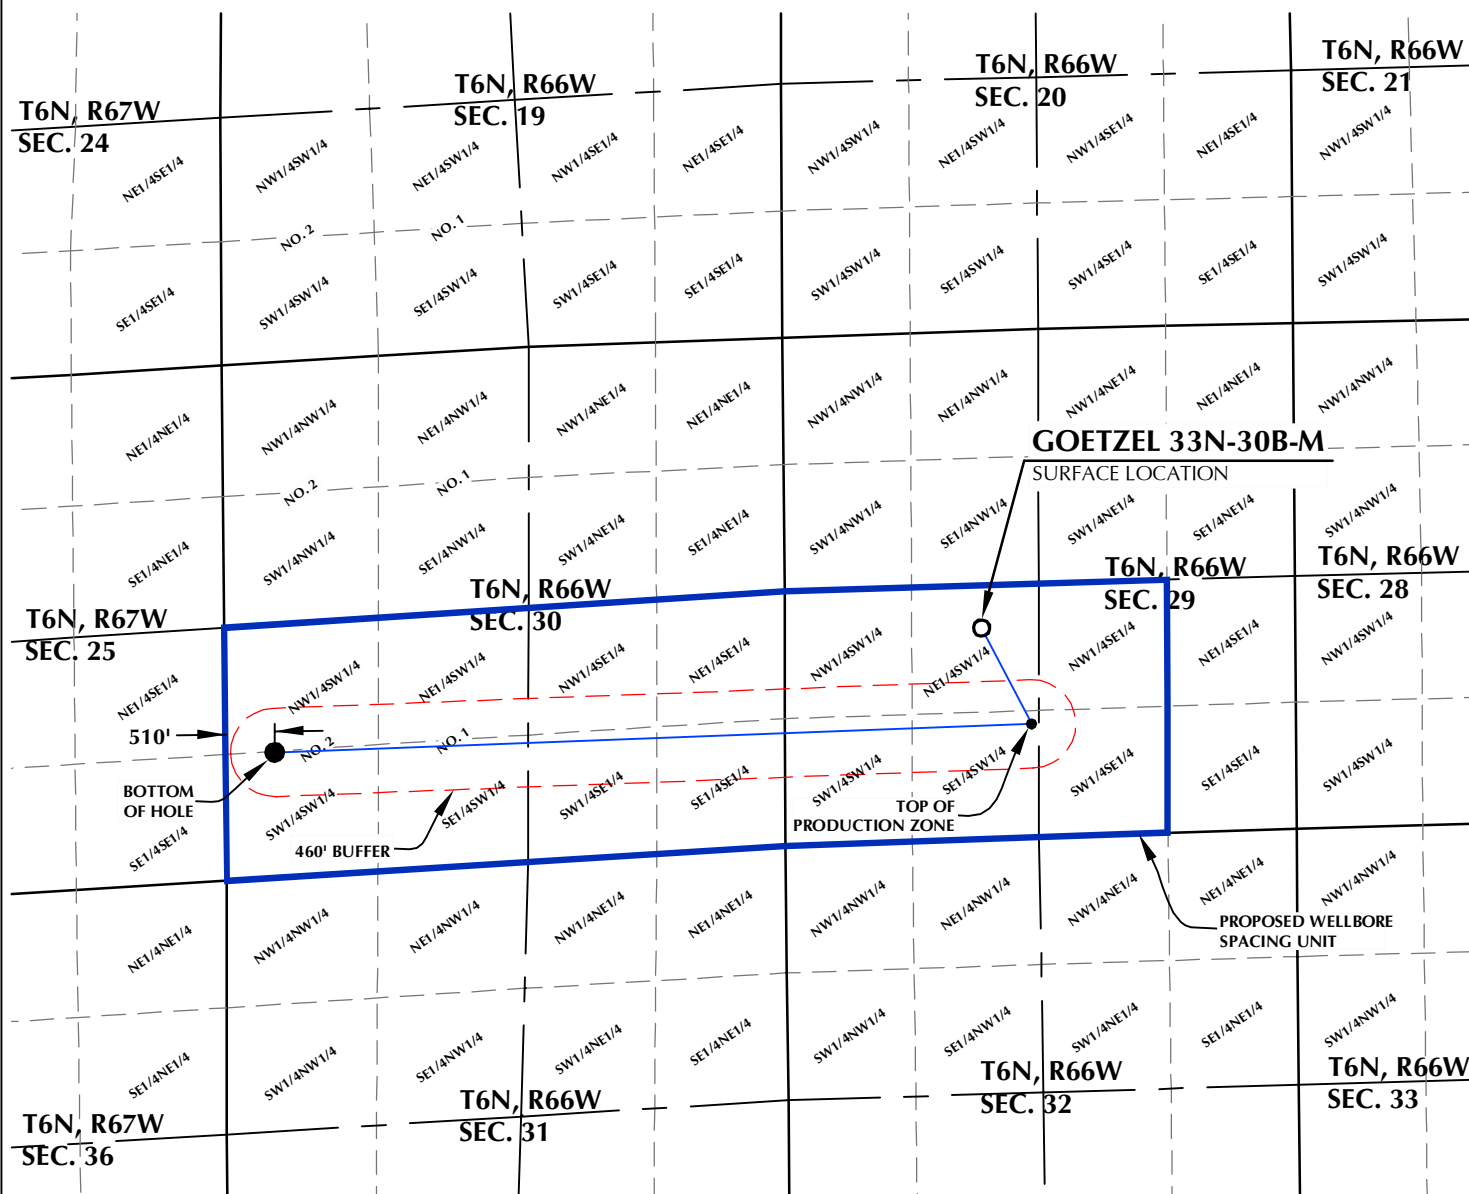 T6N, R66W
SEC. 21
T6N, R66W
SEC. 20
T6N, R66W
SEC. 19
T6N, R67W
SEC. 24
NE1/4SE1/4
NW1/4SW1/4
NE1/4SW1/4
NW1/4SE1/4
NE1/4SE1/4
NW1/4SW1/4
NE1/4SW1/4
NW1/4SE1/4
NE1/4SE1/4
NW1/4SW1/4
NO. 2
NO. 1
SE1/4SE1/4
SW1/4SW1/4
SE1/4SW1/4
SW1/4SE1/4
SE1/4SE1/4
SW1/4SW1/4
SE1/4SW1/4
SW1/4SE1/4
SE1/4SE1/4
SW1/4SW1/4
NE1/4NE1/4
NW1/4NW1/4
NE1/4NW1/4
NW1/4NE1/4
NE1/4NE1/4
NW1/4NW1/4
NE1/4NW1/4
NW1/4NE1/4
NE1/4NE1/4
NW1/4NW1/4
GOETZEL 33N-30B-M
SURFACE LOCATION
NO. 2
NO. 1
SE1/4NE1/4
SW1/4NW1/4
SE1/4NW1/4
SW1/4NE1/4
SE1/4NE1/4
SW1/4NW1/4
SE1/4NW1/4
SW1/4NE1/4
SE1/4NE1/4
SW1/4NW1/4
T6N, R67W
SEC. 25
T6N, R66W
SEC. 30
T6N, R66W
SEC. 29
T6N, R66W
SEC. 28
NE1/4SE1/4
NW1/4SW1/4
NE1/4SW1/4
NW1/4SE1/4
NE1/4SE1/4
NW1/4SW1/4
NE1/4SW1/4
NW1/4SE1/4
NE1/4SE1/4
NW1/4SW1/4
510'
NO. 2
NO. 1
BOTTOM
OF HOLE
SE1/4SE1/4
SW1/4SW1/4
SE1/4SW1/4
SW1/4SE1/4
SE1/4SE1/4
SW1/4SW1/4
SE1/4SW1/4
SW1/4SE1/4
SE1/4SE1/4
SW1/4SW1/4
460' BUFFER
TOP OF
PRODUCTION ZONE
PROPOSED WELLBORE
SPACING UNIT
NE1/4NE1/4
NW1/4NW1/4
NE1/4NW1/4
NW1/4NE1/4
NE1/4NE1/4
NW1/4NW1/4
NE1/4NW1/4
NW1/4NE1/4
NE1/4NE1/4
NW1/4NW1/4
SE1/4NE1/4
SW1/4NW1/4
SE1/4NW1/4
SW1/4NE1/4
SE1/4NE1/4
SW1/4NW1/4
SE1/4NW1/4
SW1/4NE1/4
SE1/4NE1/4
SW1/4NW1/4
T6N, R67W
SEC. 36
T6N, R66W
SEC. 31
T6N, R66W
SEC. 32
T6N, R66W
SEC. 33